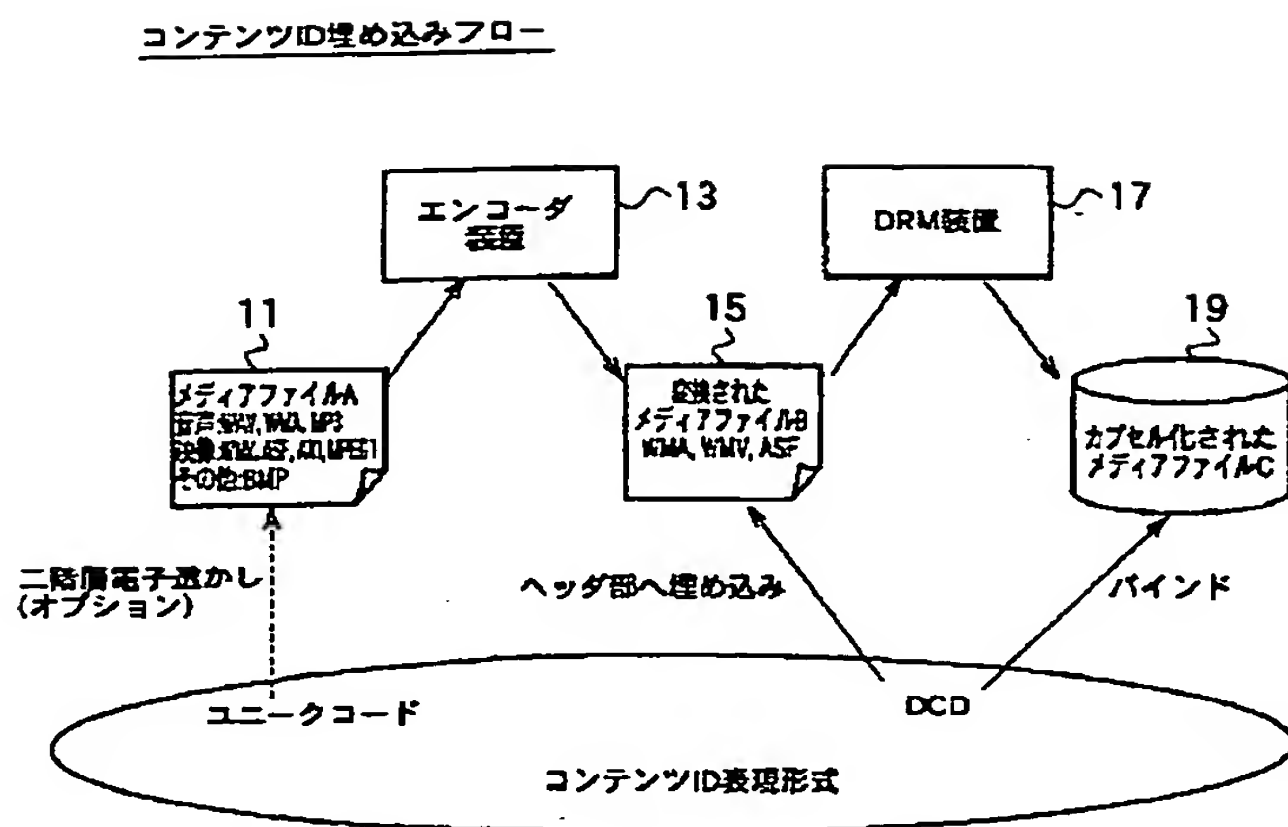 コンテンツID埋め込みフロー
エンコーダ
装置
13
DRM装置
17
11
15
19
メディアファイルA
音声:WAV, WMA, MP3
その他:BMP
変換された
メディアファイルB
WMA, WMV, ASF
カプセル化された
メディアファイルC
二階層電子透かし
(オプション)
ヘッダ部へ埋め込み
バインド
ユニークコード
DCD
コンテンツID表現形式